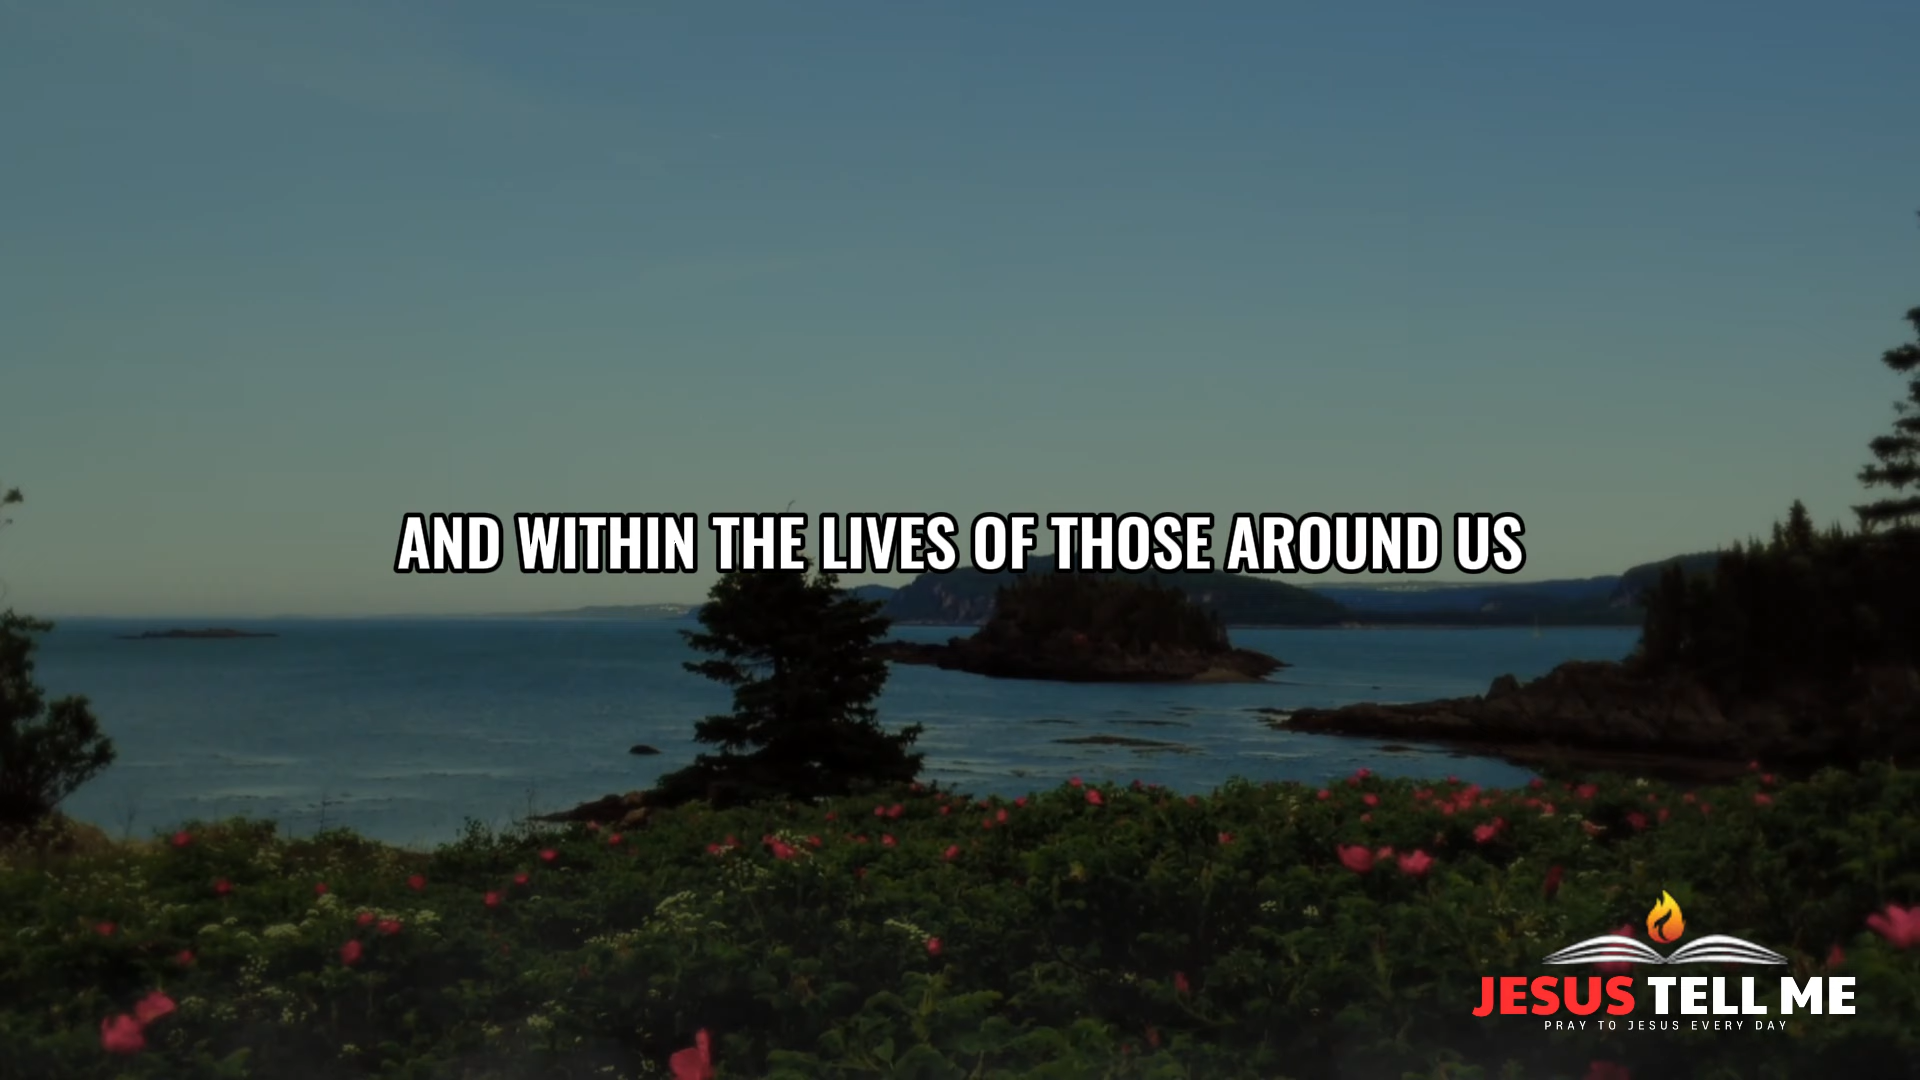 AND WITHIN THE LIVES OF THOSE AROUND US
JESUS TELL ME
PRAY TO JESUS EVERY DAY